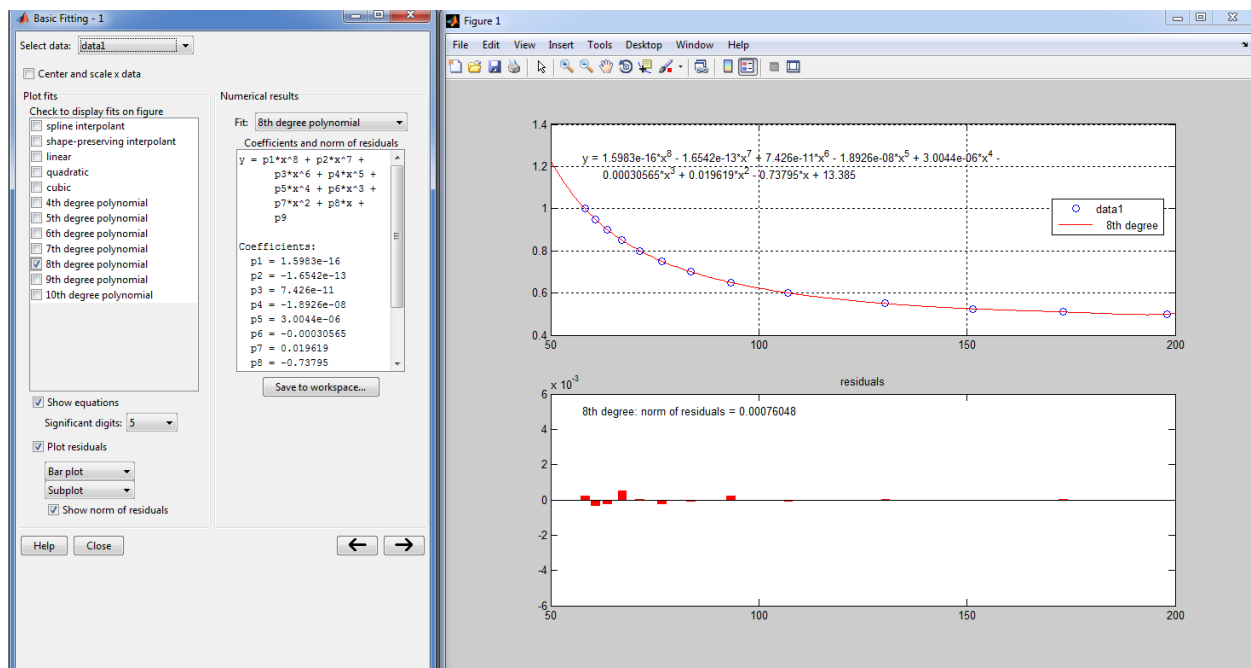 Basic Fitting - 1
Select data: data1
Center and scale x data
Plot fits
Check to display fits on figure
spline interpolant
shape-preserving interpolant
linear
quadratic
cubic
4th degree polynomial
5th degree polynomial
6th degree polynomial
7th degree polynomial
8th degree polynomial
9th degree polynomial
10th degree polynomial
Show equations
Significant digits: 5
Plot residuals
Bar plot
Subplot
Show norm of residuals
Numerical results
Fit: 8th degree polynomial
Coefficients and norm of residuals
y = p1*x^8 + p2*x^7 +
p3*x^6 + p4*x^5 +
p5*x^4 + p6*x^3 +
p7*x^2 + p8*x +
p9
Coefficients:
p1 = 1.5983e-16
p2 = -1.6542e-13
p3 = 7.426e-11
p4 = -1.8926e-08
p5 = 3.0044e-06
p6 = -0.00030565
p7 = 0.019619
p8 = -0.73795
Save to workspace...
Help Close
Figure 1
File Edit View Insert Tools Desktop Window Help
1.4
1.2
1
0.8
0.6
0.4
y = 1.5983e-16*x^8 - 1.6542e-13*x^7 + 7.426e-11*x^6 - 1.8926e-08*x^5 + 3.0044e-06*x^4 -
0.00030565*x^3 + 0.019619*x^2 - 0.73795*x + 13.385
data1
8th degree
50 100 150 200
residuals
x 10^-3
6
4
2
0
-2
-4
-6
8th degree: norm of residuals = 0.00076048
50 100 150 200